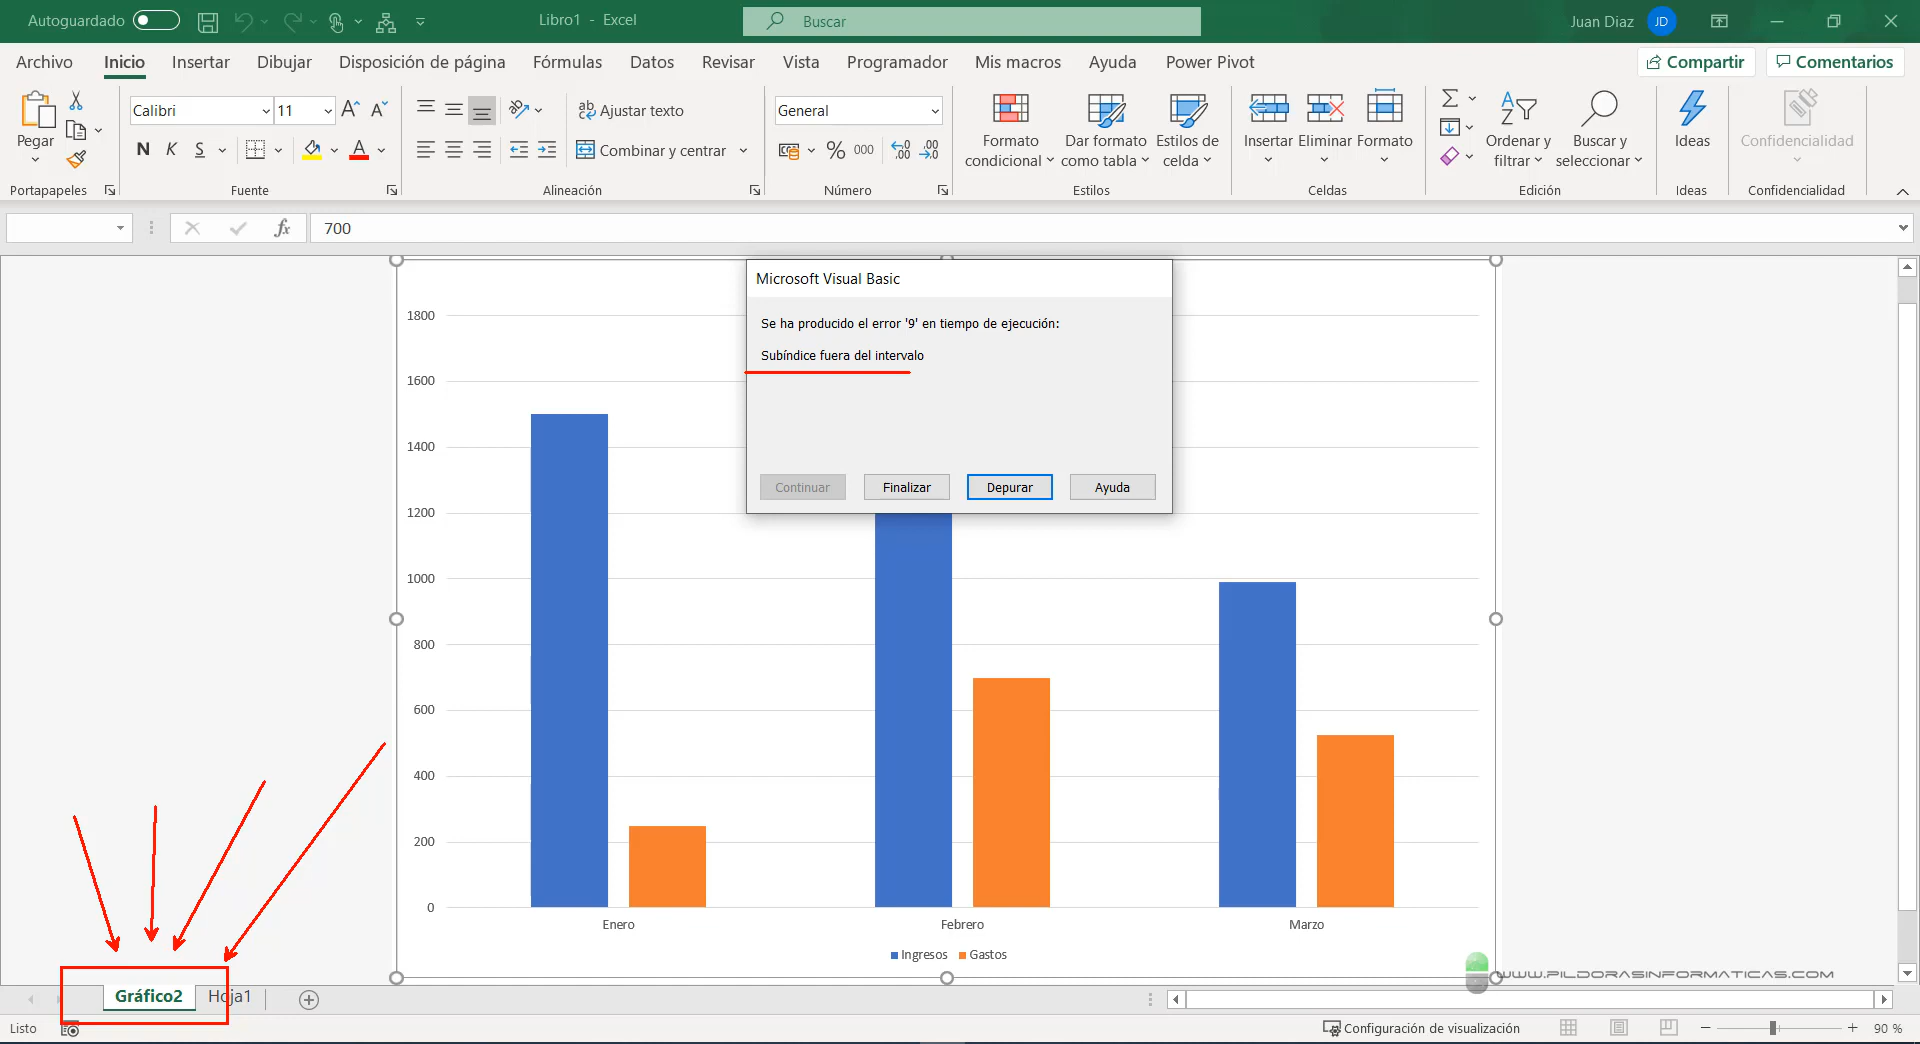 Autoguardado
Libro1 - Excel
Buscar
Juan Diaz JD
Archivo Inicio Insertar Dibujar Disposición de página Fórmulas Datos Revisar Vista Programador Mis macros Ayuda Power Pivot Compartir Comentarios
Pegar
Portapapeles
Calibri 11
N K S
Fuente
Ajustar texto
Combinar y centrar
Alineación
General
% 000
Número
Formato condicional
Dar formato como tabla
Estilos de celda
Estilos
Insertar Eliminar Formato
Celdas
Ordenar y filtrar
Buscar y seleccionar
Edición
Ideas
Ideas
Confidencialidad
Confidencialidad
fx 700
Microsoft Visual Basic
Se ha producido el error '9' en tiempo de ejecución:
Subíndice fuera del intervalo
Continuar Finalizar Depurar Ayuda
1800
1600
1400
1200
1000
800
600
400
200
0
Enero Febrero Marzo
Ingresos Gastos
WWW.PILDORASINFORMATICAS.COM
Gráfico2 Hoja1
Listo
Configuración de visualización
90 %